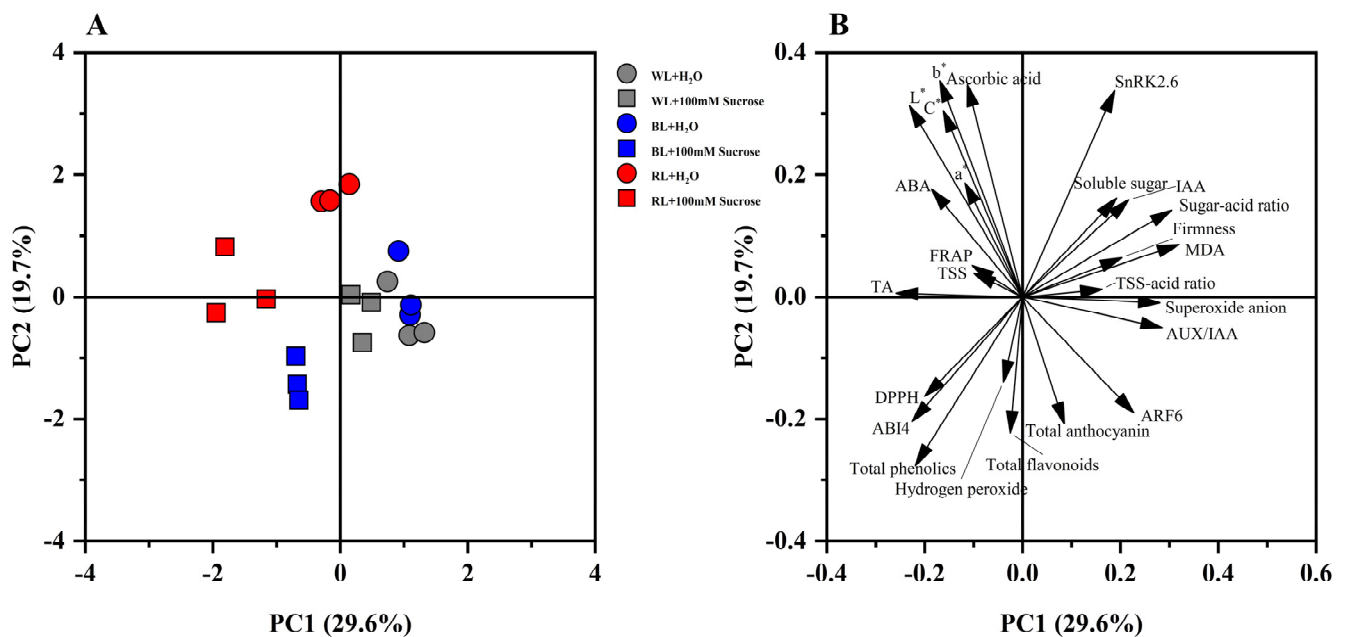 A
4
2
0
-2
-4
-4
-2
0
2
4
PC2 (19.7%)
PC1 (29.6%)
WL+H₂O
WL+100mM Sucrose
BL+H₂O
BL+100mM Sucrose
RL+H₂O
RL+100mM Sucrose
B
0.4
0.2
0.0
-0.2
-0.4
-0.4
-0.2
0.0
0.2
0.4
0.6
PC2 (19.7%)
PC1 (29.6%)
b*
Ascorbic acid
SnRK2.6
L*
C*
a*
ABA
Soluble sugar
IAA
Sugar-acid ratio
Firmness
MDA
FRAP
TSS
TSS-acid ratio
TA
Superoxide anion
AUX/IAA
DPPH
ABI4
ARF6
Total anthocyanin
Total phenolics
Total flavonoids
Hydrogen peroxide